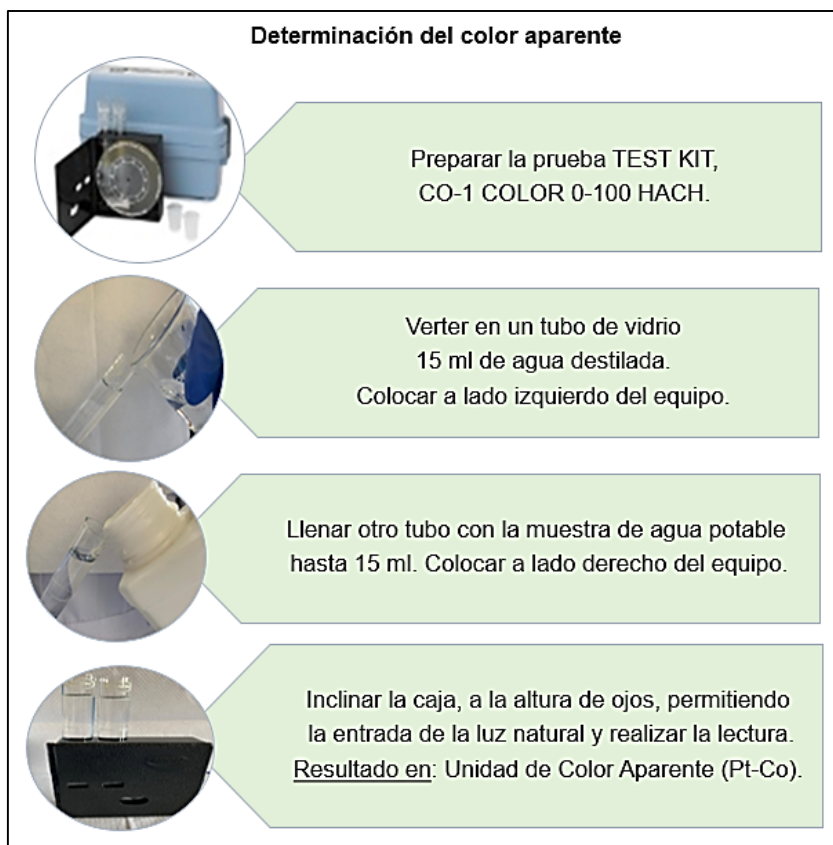 Determinación del color aparente
Preparar la prueba TEST KIT,
CO-1 COLOR 0-100 HACH.
Verter en un tubo de vidrio
15 ml de agua destilada.
Colocar a lado izquierdo del equipo.
Llenar otro tubo con la muestra de agua potable
hasta 15 ml. Colocar a lado derecho del equipo.
Inclinar la caja, a la altura de ojos, permitiendo
la entrada de la luz natural y realizar la lectura.
Resultado en: Unidad de Color Aparente (Pt-Co).